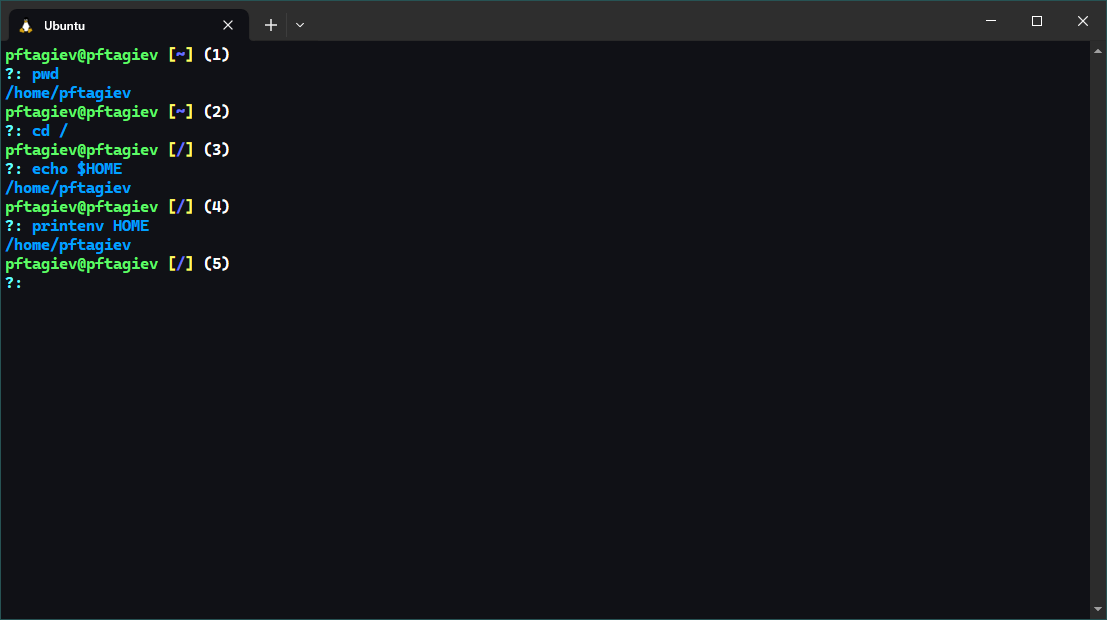 Ubuntu
pftagiev@pftagiev [~] (1)
?: pwd
/home/pftagiev
pftagiev@pftagiev [~] (2)
?: cd /
pftagiev@pftagiev [/] (3)
?: echo $HOME
/home/pftagiev
pftagiev@pftagiev [/] (4)
?: printenv HOME
/home/pftagiev
pftagiev@pftagiev [/] (5)
?: